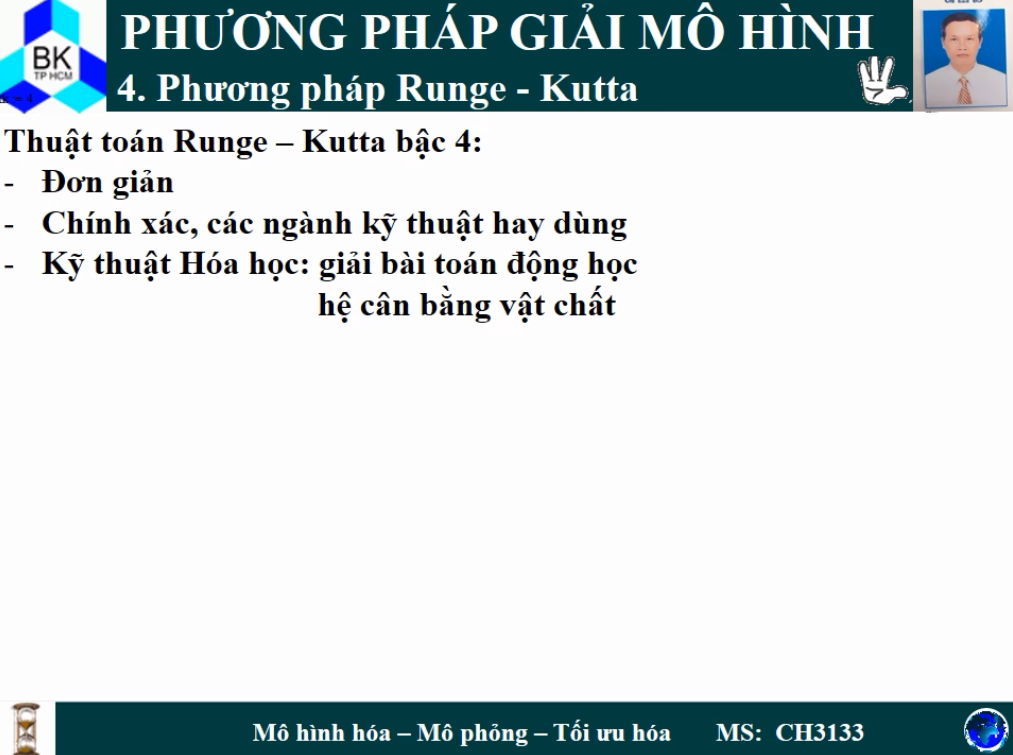 PHƯƠNG PHÁP GIẢI MÔ HÌNH
BK
TP HCM
4. Phương pháp Runge - Kutta
Thuật toán Runge – Kutta bậc 4:
- Đơn giản
- Chính xác, các ngành kỹ thuật hay dùng
- Kỹ thuật Hóa học: giải bài toán động học
hệ cân bằng vật chất
Mô hình hóa – Mô phỏng – Tối ưu hóa MS: CH3133